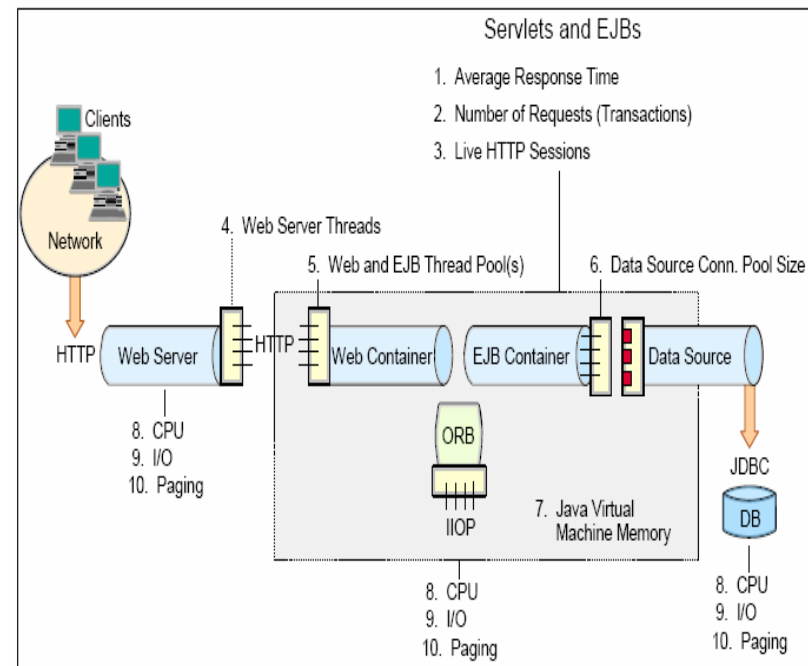 Servlets and EJBs
1. Average Response Time
2. Number of Requests (Transactions)
3. Live HTTP Sessions
Clients
Network
4. Web Server Threads
5. Web and EJB Thread Pool(s)
6. Data Source Conn. Pool Size
HTTP
Web Server
HTTP
Web Container
EJB Container
Data Source
8. CPU
9. I/O
10. Paging
ORB
IIOP
7. Java Virtual
Machine Memory
JDBC
DB
8. CPU
9. I/O
10. Paging
8. CPU
9. I/O
10. Paging